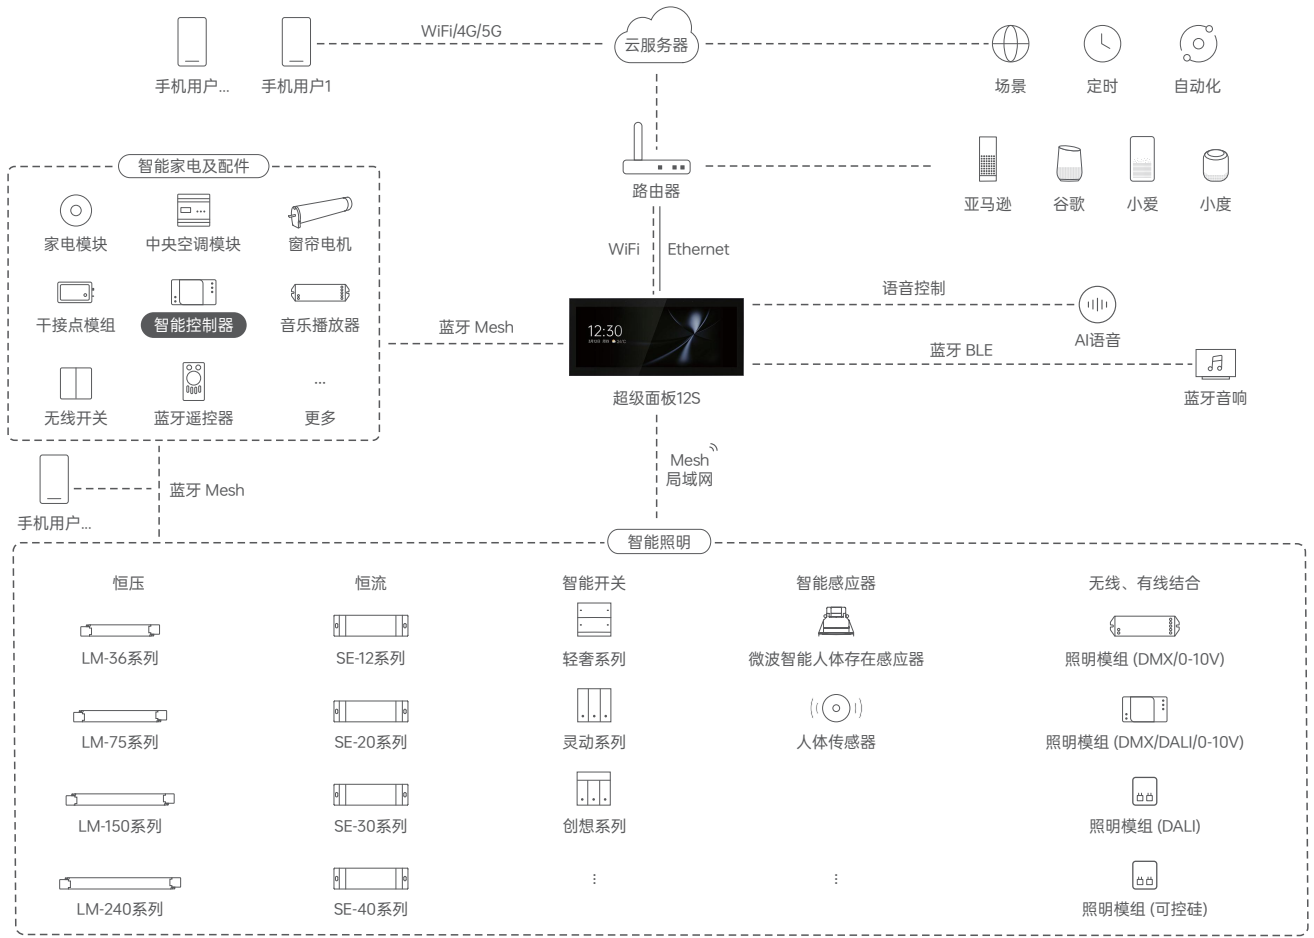 WiFi/4G/5G
云服务器
手机用户...
手机用户1
场景
定时
自动化
路由器
亚马逊
谷歌
小爱
小度
WiFi
Ethernet
智能家电及配件
家电模块
中央空调模块
窗帘电机
干接点模组
智能控制器
音乐播放器
无线开关
蓝牙遥控器
...
更多
蓝牙 Mesh
12:30
超级面板12S
语音控制
AI语音
蓝牙 BLE
蓝牙音响
Mesh
局域网
手机用户...
蓝牙 Mesh
智能照明
恒压
恒流
智能开关
智能感应器
无线、有线结合
LM-36系列
SE-12系列
轻奢系列
微波智能人体存在感应器
照明模组 (DMX/0-10V)
LM-75系列
SE-20系列
灵动系列
人体传感器
照明模组 (DMX/DALI/0-10V)
LM-150系列
SE-30系列
创想系列
照明模组 (DALI)
LM-240系列
SE-40系列
照明模组 (可控硅)